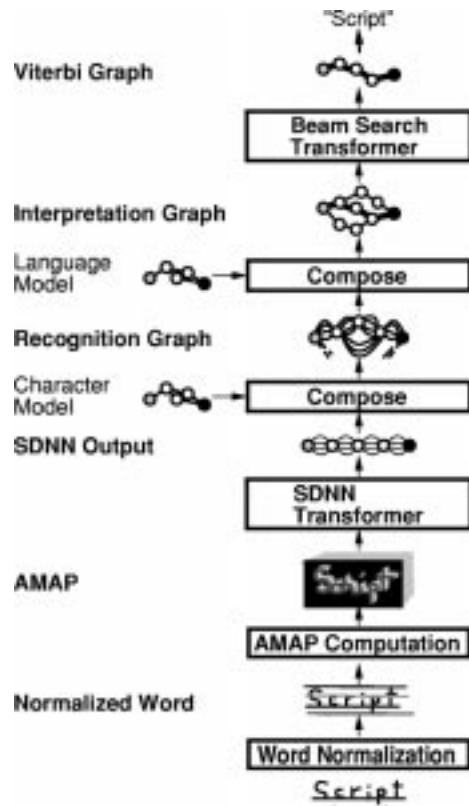 "Script"
Viterbi Graph
Beam Search
Transformer
Interpretation Graph
Language
Model
Compose
Recognition Graph
Character
Model
Compose
SDNN Output
SDNN
Transformer
AMAP
Script
AMAP Computation
Normalized Word
Script
Word Normalization
Script